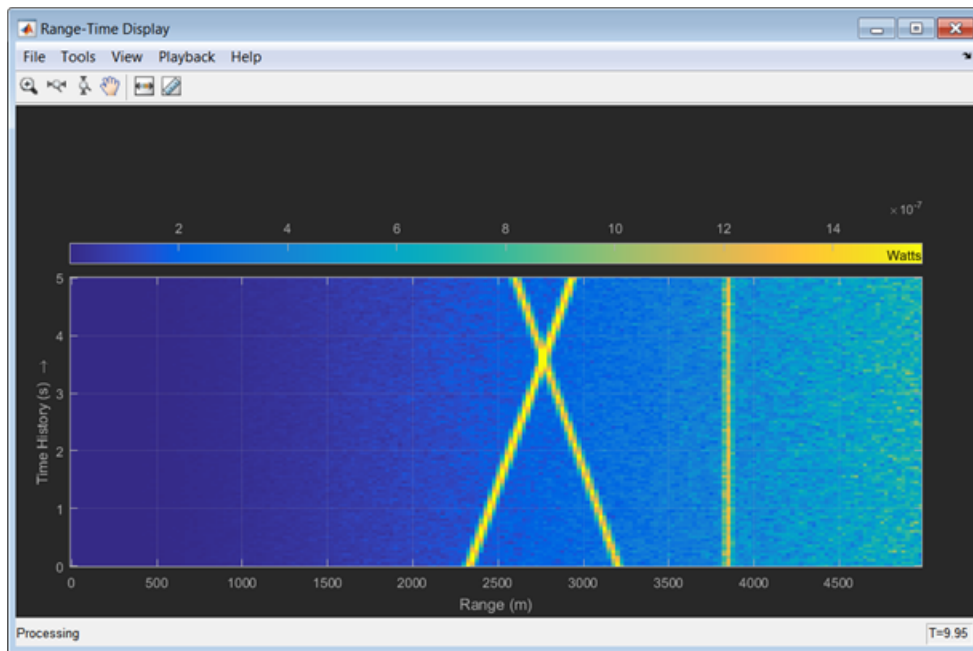 Range-Time Display
File Tools View Playback Help
× 10⁻⁷
2 4 6 8 10 12 14
Watts
5
4
3
2
1
0
Time History (s) →
0 500 1000 1500 2000 2500 3000 3500 4000 4500
Range (m)
Processing T=9.95